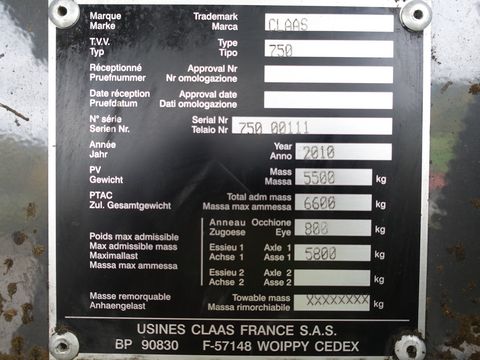 Marque Trademark CLAAS
Marke Marca
T.V.V. Type 750
Typ Tipo
Réceptionné Approval Nr
Pruefnummer Nr omologazione
Date réception Approval date
Pruefdatum Dati omologazione
N° série Serial Nr 750 00111
Serien Nr. Telaio Nr
Année Year 2010
Jahr Anno
PV Mass 5500 kg
Gewicht Massa
PTAC Total adm mass 6600 kg
Zul. Gesamtgewicht Massa max ammessa
Anneau Occhione 800 kg
Zugoese Eye
Poids max admissible
Max admissible mass Essieu 1 Axle 1 5800 kg
Maximallast Achse 1 Asse 1
Massa max ammessa
Essieu 2 Axle 2 kg
Achse 2 Asse 2
Masse remorquable Towable mass XXXXXXXX kg
Anhaengelast Massa rimorchiabile
USINES CLAAS FRANCE S.A.S.
BP 90830 F-57148 WOIPPY CEDEX